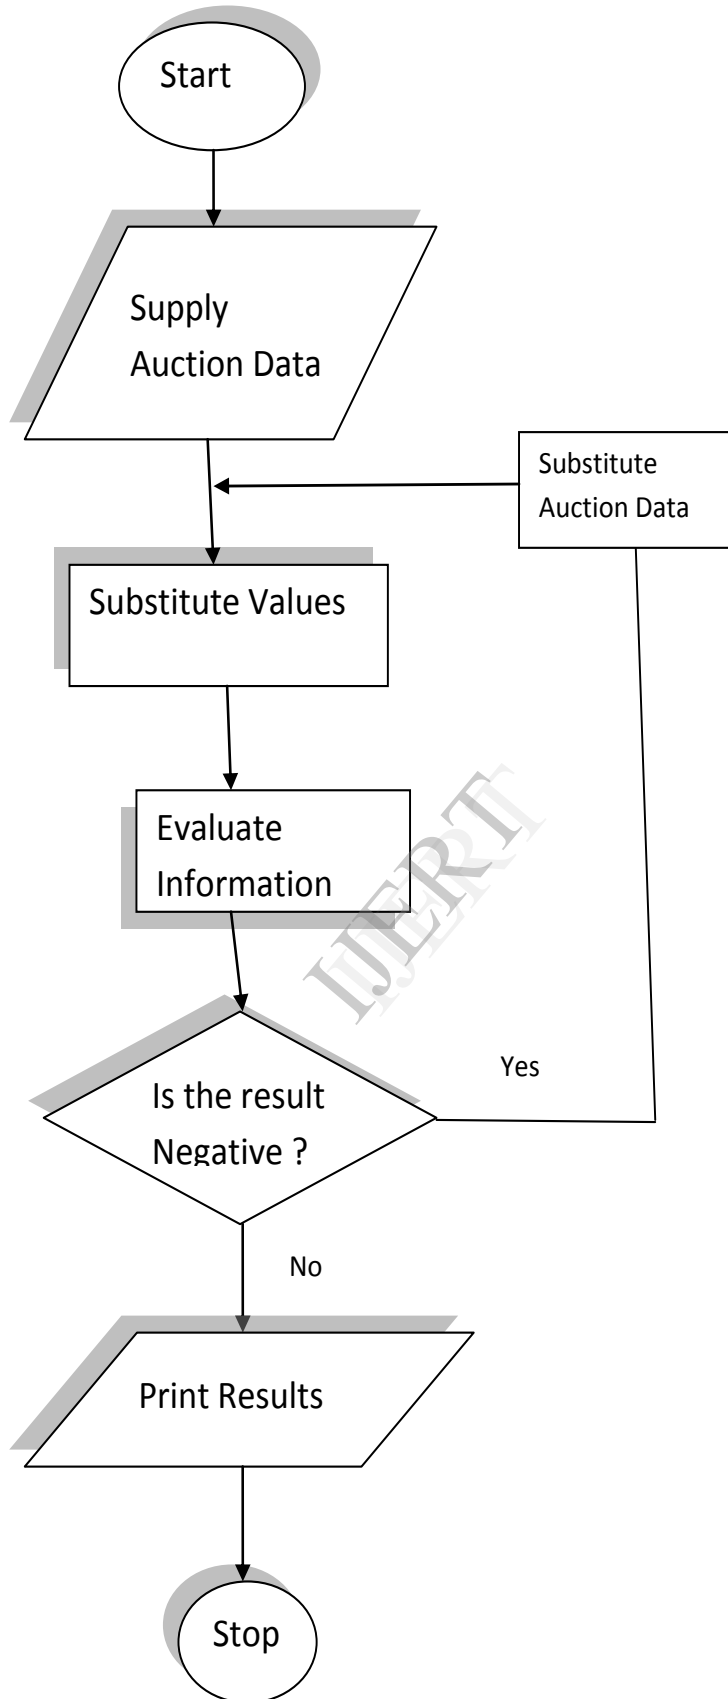 Start
Supply
Auction Data
Substitute
Auction Data
Substitute Values
Evaluate
Information
IJERT
Yes
Is the result
Negative ?
No
Print Results
Stop